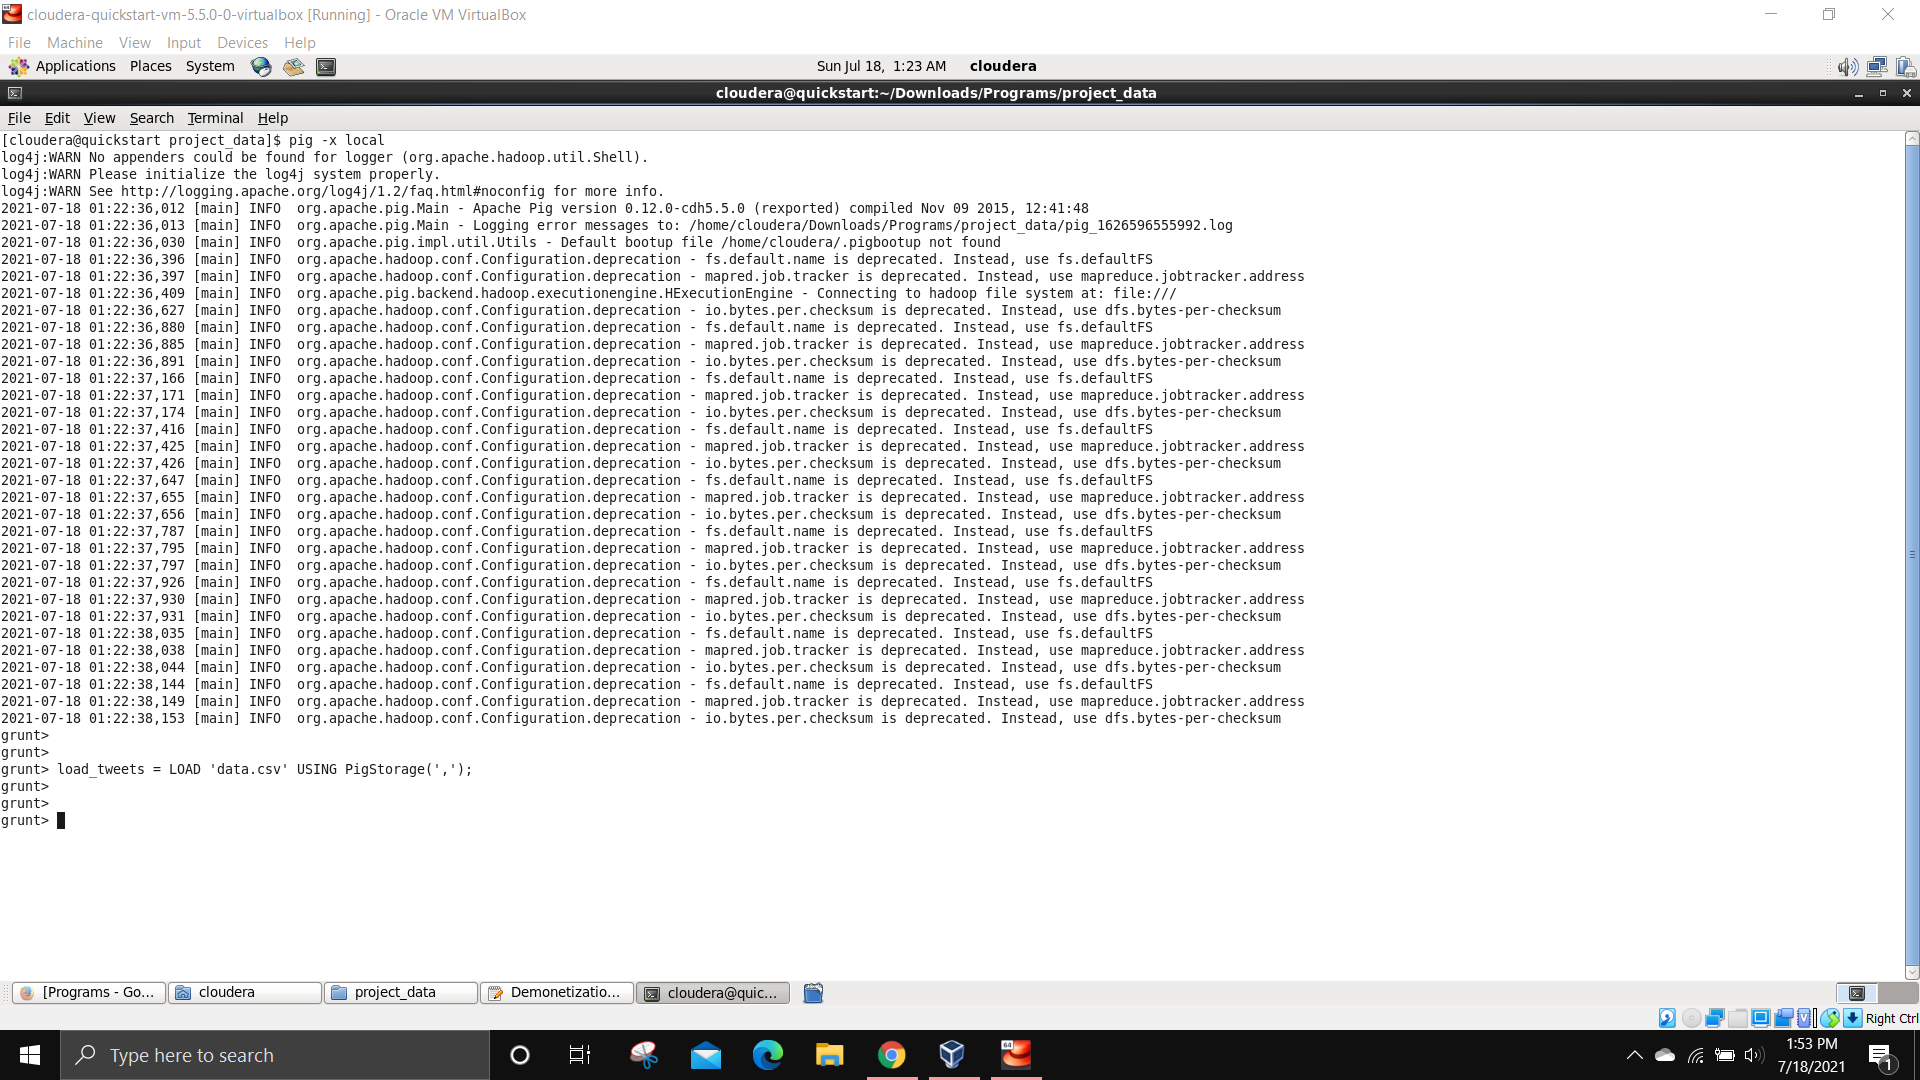 cloudera-quickstart-vm-5.5.0-0-virtualbox [Running] - Oracle VM VirtualBox
File Machine View Input Devices Help
Applications Places System Sun Jul 18, 1:23 AM cloudera
cloudera@quickstart:~/Downloads/Programs/project_data
File Edit View Search Terminal Help
[cloudera@quickstart project_data]$ pig -x local
log4j:WARN No appenders could be found for logger (org.apache.hadoop.util.Shell).
log4j:WARN Please initialize the log4j system properly.
log4j:WARN See http://logging.apache.org/log4j/1.2/faq.html#noconfig for more info.
2021-07-18 01:22:36,012 [main] INFO  org.apache.pig.Main - Apache Pig version 0.12.0-cdh5.5.0 (rexported) compiled Nov 09 2015, 12:41:48
2021-07-18 01:22:36,013 [main] INFO  org.apache.pig.Main - Logging error messages to: /home/cloudera/Downloads/Programs/project_data/pig_1626596555992.log
2021-07-18 01:22:36,030 [main] INFO  org.apache.pig.impl.util.Utils - Default bootup file /home/cloudera/.pigbootup not found
2021-07-18 01:22:36,396 [main] INFO  org.apache.hadoop.conf.Configuration.deprecation - fs.default.name is deprecated. Instead, use fs.defaultFS
2021-07-18 01:22:36,397 [main] INFO  org.apache.hadoop.conf.Configuration.deprecation - mapred.job.tracker is deprecated. Instead, use mapreduce.jobtracker.address
2021-07-18 01:22:36,409 [main] INFO  org.apache.pig.backend.hadoop.executionengine.HExecutionEngine - Connecting to hadoop file system at: file:///
2021-07-18 01:22:36,627 [main] INFO  org.apache.hadoop.conf.Configuration.deprecation - io.bytes.per.checksum is deprecated. Instead, use dfs.bytes-per-checksum
2021-07-18 01:22:36,880 [main] INFO  org.apache.hadoop.conf.Configuration.deprecation - fs.default.name is deprecated. Instead, use fs.defaultFS
2021-07-18 01:22:36,885 [main] INFO  org.apache.hadoop.conf.Configuration.deprecation - mapred.job.tracker is deprecated. Instead, use mapreduce.jobtracker.address
2021-07-18 01:22:36,891 [main] INFO  org.apache.hadoop.conf.Configuration.deprecation - io.bytes.per.checksum is deprecated. Instead, use dfs.bytes-per-checksum
2021-07-18 01:22:37,166 [main] INFO  org.apache.hadoop.conf.Configuration.deprecation - fs.default.name is deprecated. Instead, use fs.defaultFS
2021-07-18 01:22:37,171 [main] INFO  org.apache.hadoop.conf.Configuration.deprecation - mapred.job.tracker is deprecated. Instead, use mapreduce.jobtracker.address
2021-07-18 01:22:37,174 [main] INFO  org.apache.hadoop.conf.Configuration.deprecation - io.bytes.per.checksum is deprecated. Instead, use dfs.bytes-per-checksum
2021-07-18 01:22:37,416 [main] INFO  org.apache.hadoop.conf.Configuration.deprecation - fs.default.name is deprecated. Instead, use fs.defaultFS
2021-07-18 01:22:37,425 [main] INFO  org.apache.hadoop.conf.Configuration.deprecation - mapred.job.tracker is deprecated. Instead, use mapreduce.jobtracker.address
2021-07-18 01:22:37,426 [main] INFO  org.apache.hadoop.conf.Configuration.deprecation - io.bytes.per.checksum is deprecated. Instead, use dfs.bytes-per-checksum
2021-07-18 01:22:37,647 [main] INFO  org.apache.hadoop.conf.Configuration.deprecation - fs.default.name is deprecated. Instead, use fs.defaultFS
2021-07-18 01:22:37,655 [main] INFO  org.apache.hadoop.conf.Configuration.deprecation - mapred.job.tracker is deprecated. Instead, use mapreduce.jobtracker.address
2021-07-18 01:22:37,656 [main] INFO  org.apache.hadoop.conf.Configuration.deprecation - io.bytes.per.checksum is deprecated. Instead, use dfs.bytes-per-checksum
2021-07-18 01:22:37,787 [main] INFO  org.apache.hadoop.conf.Configuration.deprecation - fs.default.name is deprecated. Instead, use fs.defaultFS
2021-07-18 01:22:37,795 [main] INFO  org.apache.hadoop.conf.Configuration.deprecation - mapred.job.tracker is deprecated. Instead, use mapreduce.jobtracker.address
2021-07-18 01:22:37,797 [main] INFO  org.apache.hadoop.conf.Configuration.deprecation - io.bytes.per.checksum is deprecated. Instead, use dfs.bytes-per-checksum
2021-07-18 01:22:37,926 [main] INFO  org.apache.hadoop.conf.Configuration.deprecation - fs.default.name is deprecated. Instead, use fs.defaultFS
2021-07-18 01:22:37,930 [main] INFO  org.apache.hadoop.conf.Configuration.deprecation - mapred.job.tracker is deprecated. Instead, use mapreduce.jobtracker.address
2021-07-18 01:22:37,931 [main] INFO  org.apache.hadoop.conf.Configuration.deprecation - io.bytes.per.checksum is deprecated. Instead, use dfs.bytes-per-checksum
2021-07-18 01:22:38,035 [main] INFO  org.apache.hadoop.conf.Configuration.deprecation - fs.default.name is deprecated. Instead, use fs.defaultFS
2021-07-18 01:22:38,038 [main] INFO  org.apache.hadoop.conf.Configuration.deprecation - mapred.job.tracker is deprecated. Instead, use mapreduce.jobtracker.address
2021-07-18 01:22:38,044 [main] INFO  org.apache.hadoop.conf.Configuration.deprecation - io.bytes.per.checksum is deprecated. Instead, use dfs.bytes-per-checksum
2021-07-18 01:22:38,144 [main] INFO  org.apache.hadoop.conf.Configuration.deprecation - fs.default.name is deprecated. Instead, use fs.defaultFS
2021-07-18 01:22:38,149 [main] INFO  org.apache.hadoop.conf.Configuration.deprecation - mapred.job.tracker is deprecated. Instead, use mapreduce.jobtracker.address
2021-07-18 01:22:38,153 [main] INFO  org.apache.hadoop.conf.Configuration.deprecation - io.bytes.per.checksum is deprecated. Instead, use dfs.bytes-per-checksum
grunt>
grunt>
grunt> load_tweets = LOAD 'data.csv' USING PigStorage(',');
grunt>
grunt>
grunt>
[Programs - Go... cloudera project_data Demonetizatio... cloudera@quic...
Right Ctrl
Type here to search
64
1:53 PM
7/18/2021
1